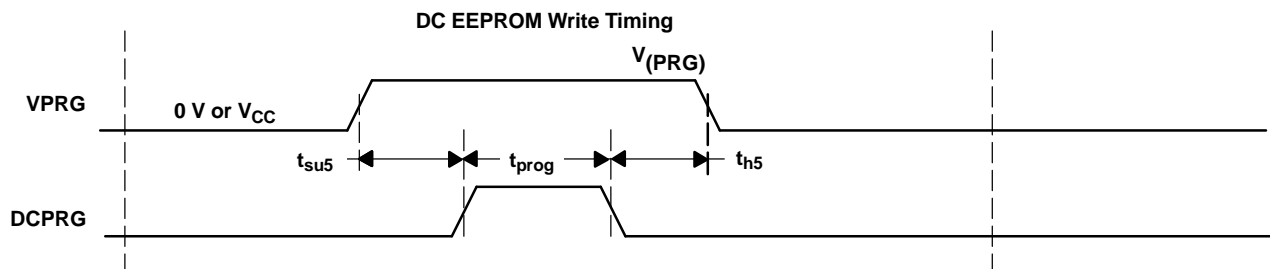 DC EEPROM Write Timing
V(PRG)
VPRG
0 V or VCC
tsu5
tprog
th5
DCPRG